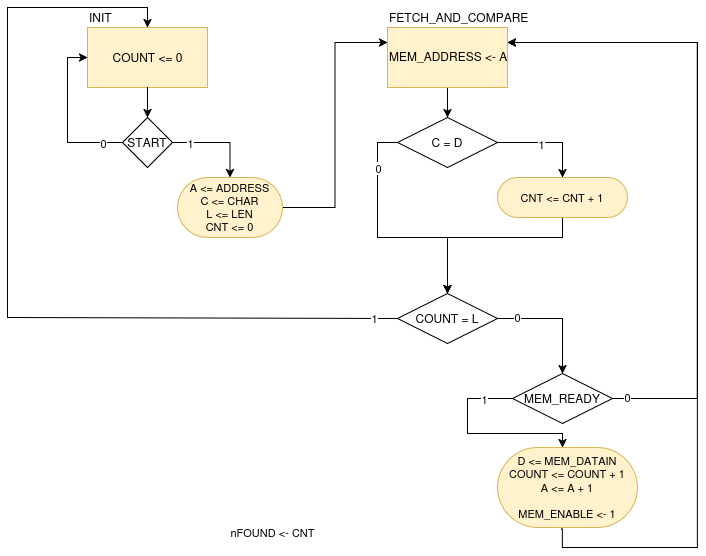 INIT
COUNT <= 0
START
0
1
A <= ADDRESS
C <= CHAR
L <= LEN
CNT <= 0
FETCH_AND_COMPARE
MEM_ADDRESS <- A
C = D
0
1
CNT <= CNT + 1
COUNT = L
1
0
MEM_READY
1
0
D <= MEM_DATAIN
COUNT <= COUNT + 1
A <= A + 1
MEM_ENABLE <- 1
nFOUND <- CNT